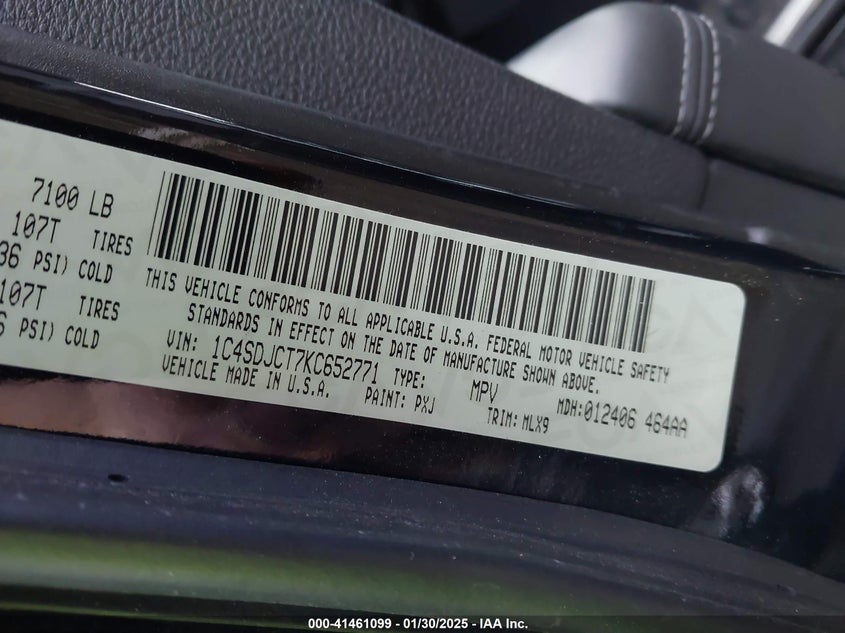 7100 LB
107T TIRES
36 PSI) COLD
107T TIRES
PSI) COLD
THIS VEHICLE CONFORMS TO ALL APPLICABLE U.S.A. FEDERAL MOTOR VEHICLE SAFETY
STANDARDS IN EFFECT ON THE DATE OF MANUFACTURE SHOWN ABOVE.
VIN: 1C4SDJCT7KC652771 TYPE: MPV MDH:012406 464AA
VEHICLE MADE IN U.S.A. PAINT: PXJ TRIM: MLX9
000-41461099 - 01/30/2025 - IAA Inc.